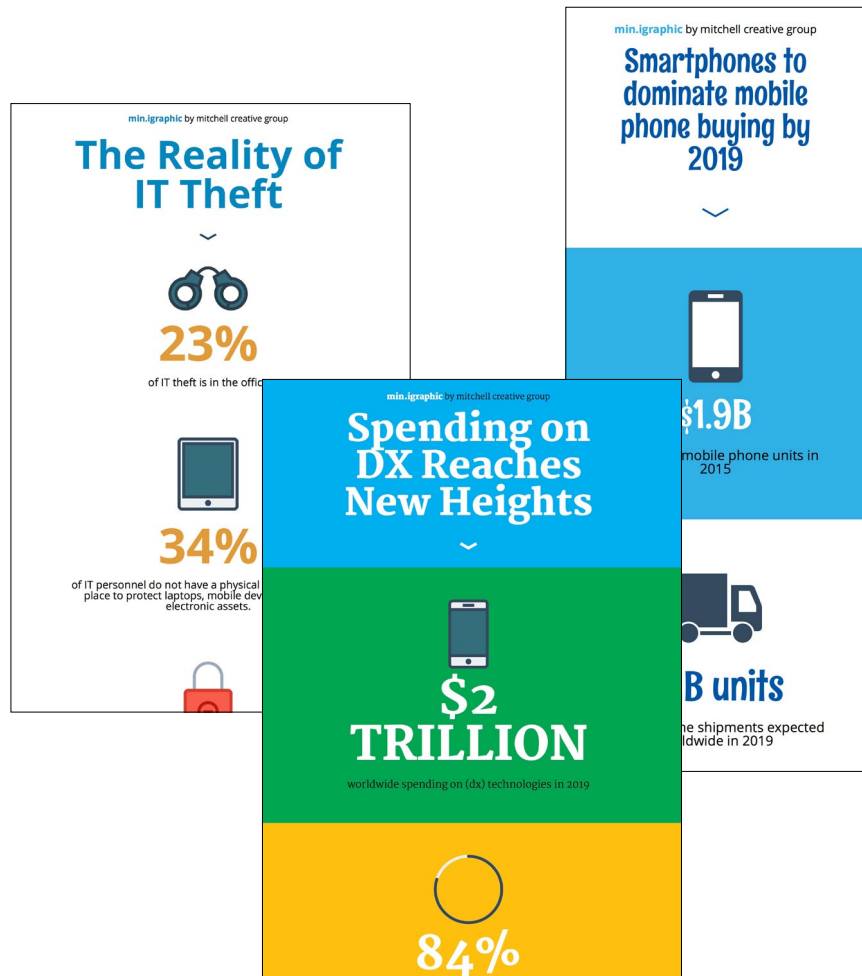 min.igraphic by mitchell creative group
The Reality of
IT Theft
23%
of IT theft is in the
34%
of IT personnel do not have a physical
place to protect laptops, mobile
electronic assets.
min.igraphic by mitchell creative group
Spending on
DX Reaches
New Heights
$2
TRILLION
worldwide spending on (dx) technologies in 2019
84%
min.igraphic by mitchell creative group
Smartphones to
dominate mobile
phone buying by
2019
$1.9B
mobile phone units in
2015
B units
shipments expected
in 2019